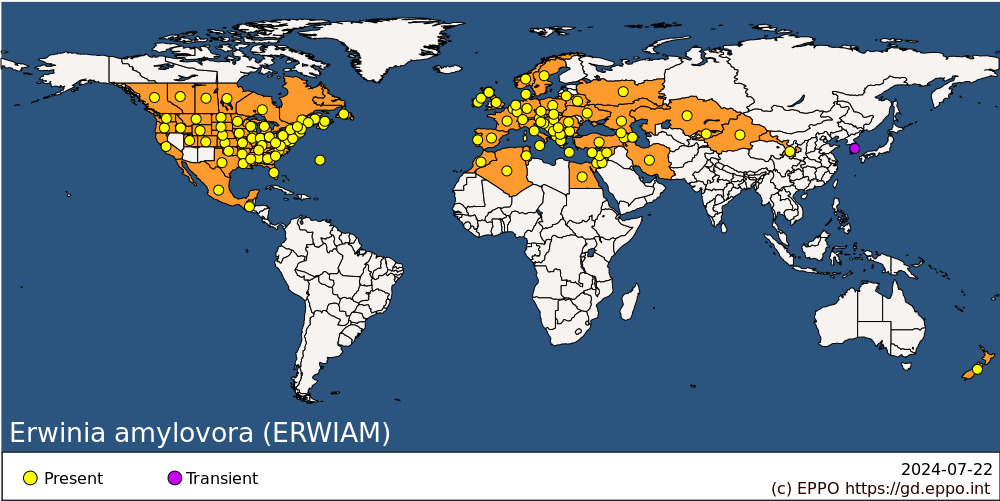 Erwinia amylovora (ERWIAM)
Present
Transient
2024-07-22
(c) EPPO https://gd.eppo.int